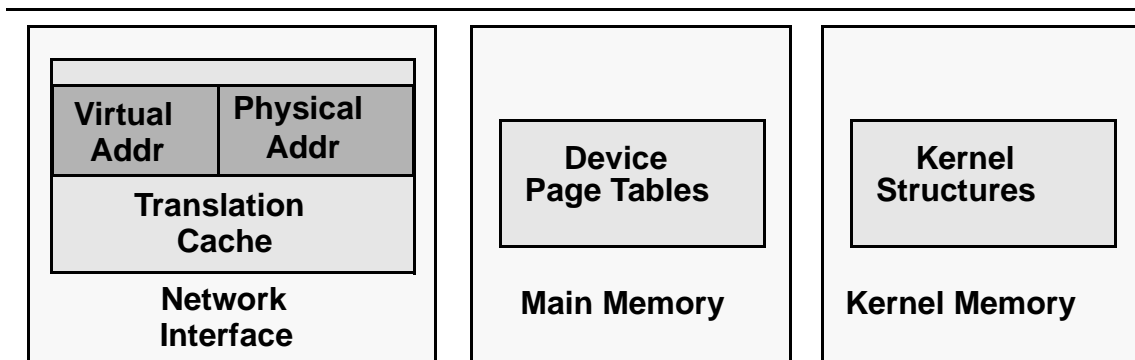 Virtual
Addr
Physical
Addr
Translation
Cache
Network
Interface
Device
Page Tables
Main Memory
Kernel
Structures
Kernel Memory